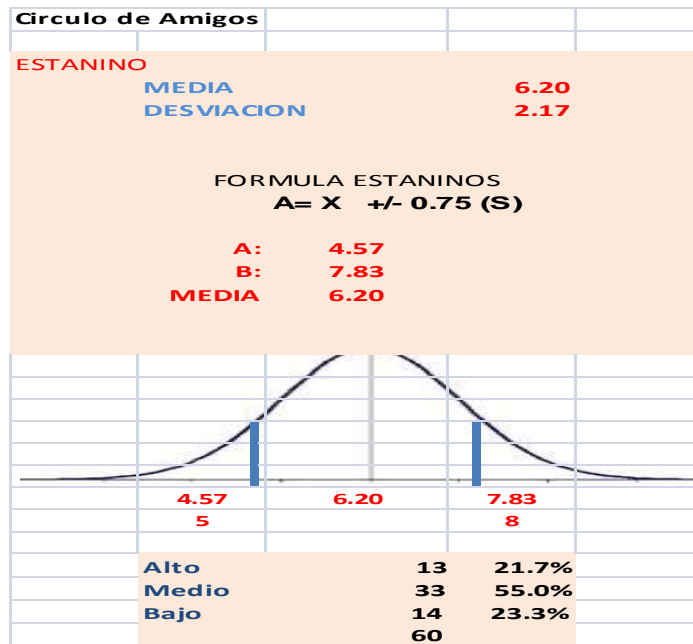 Circulo de Amigos
ESTANINO
MEDIA 6.20
DESVIACION 2.17
FORMULA ESTANINOS
A= X +/- 0.75 (S)
A: 4.57
B: 7.83
MEDIA 6.20
4.57 6.20 7.83
5 8
Alto 13 21.7%
Medio 33 55.0%
Bajo 14 23.3%
60